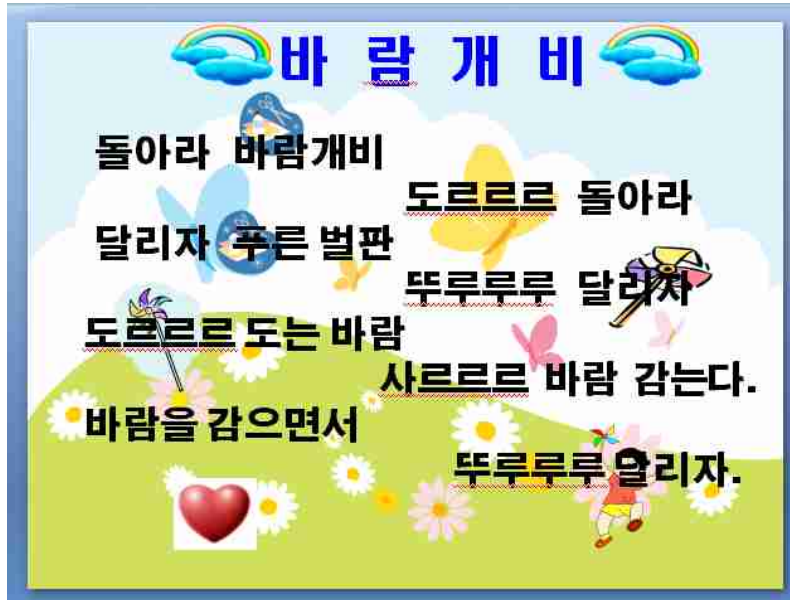 바 람 개 비
돌아라 바람개비
도르르르 돌아라
달리자 푸른 벌판
뚜루루루 달리자
도르르르 도는 바람
사르르르 바람 감는다.
바람을 감으면서
뚜루루루 달리자.